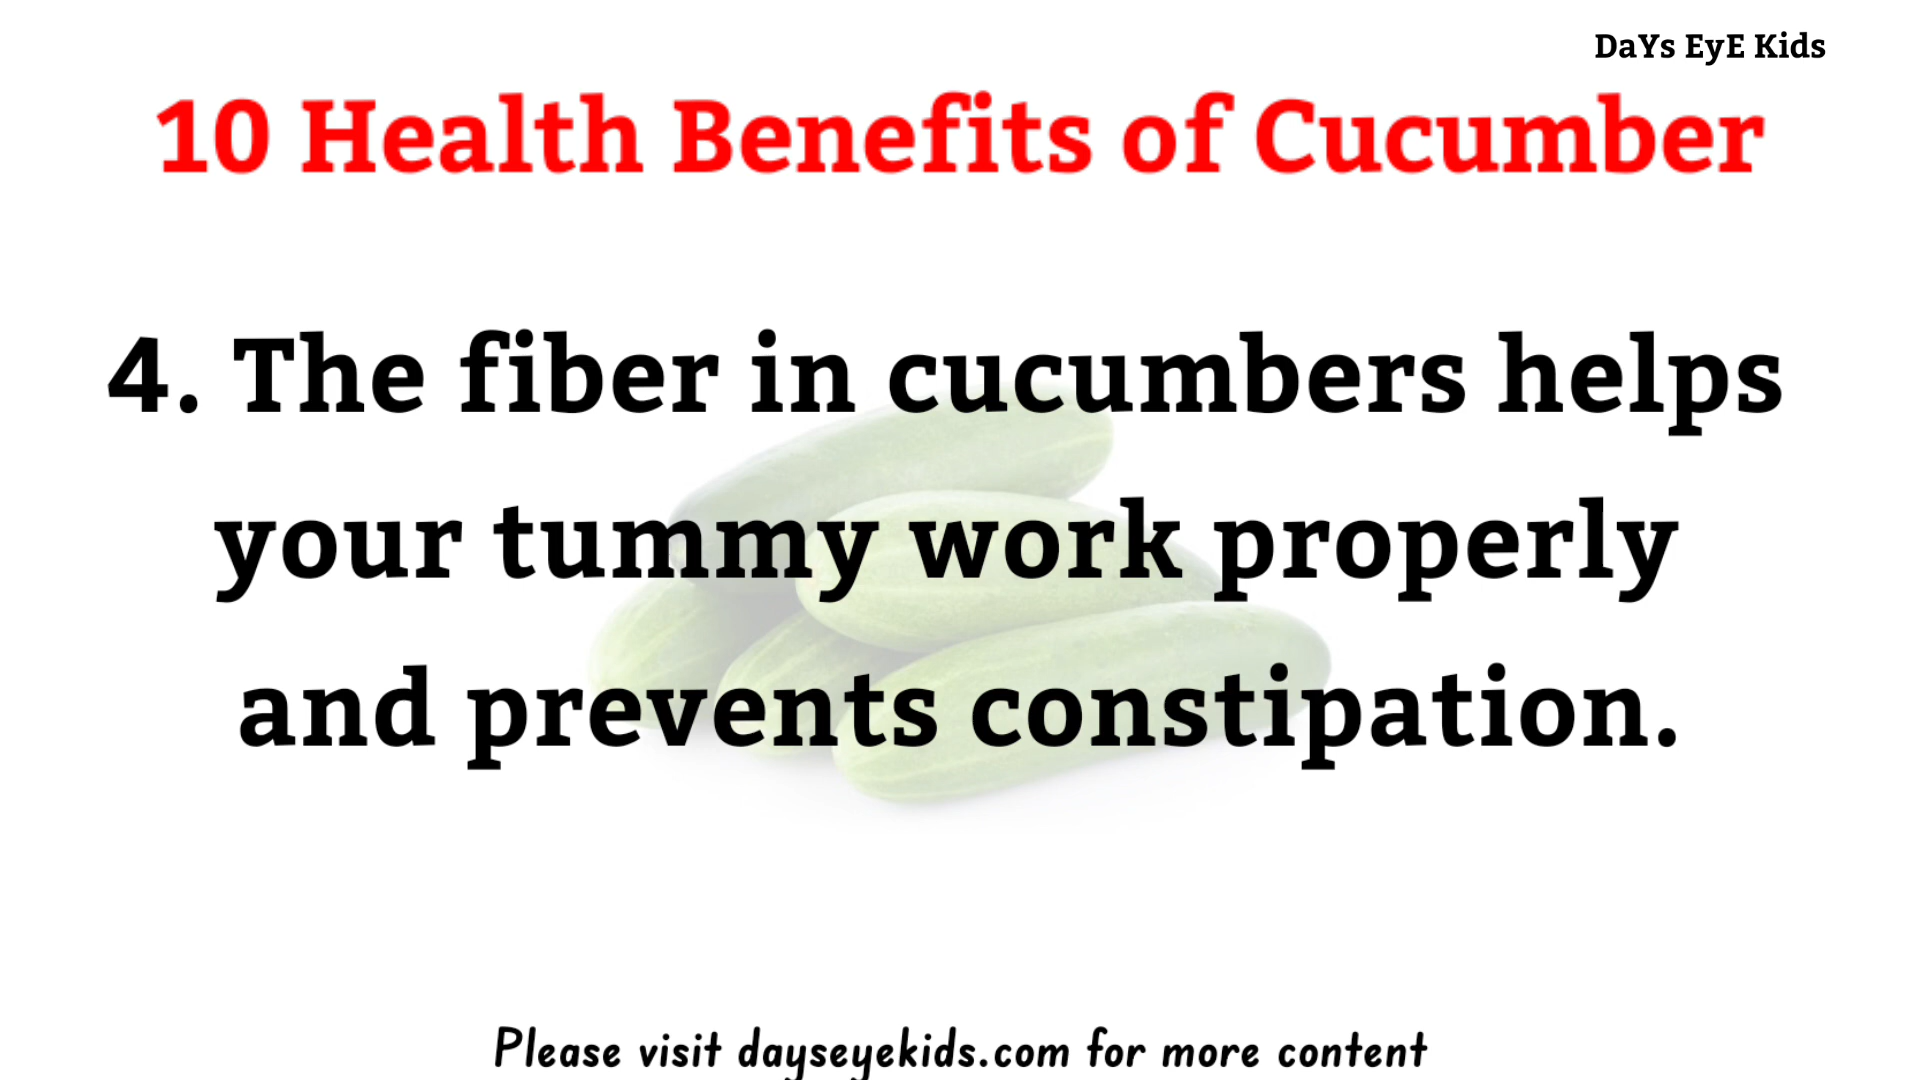 DaYs EyE Kids
10 Health Benefits of Cucumber
4. The fiber in cucumbers helps
your tummy work properly
and prevents constipation.
Please visit dayseyekids.com for more content